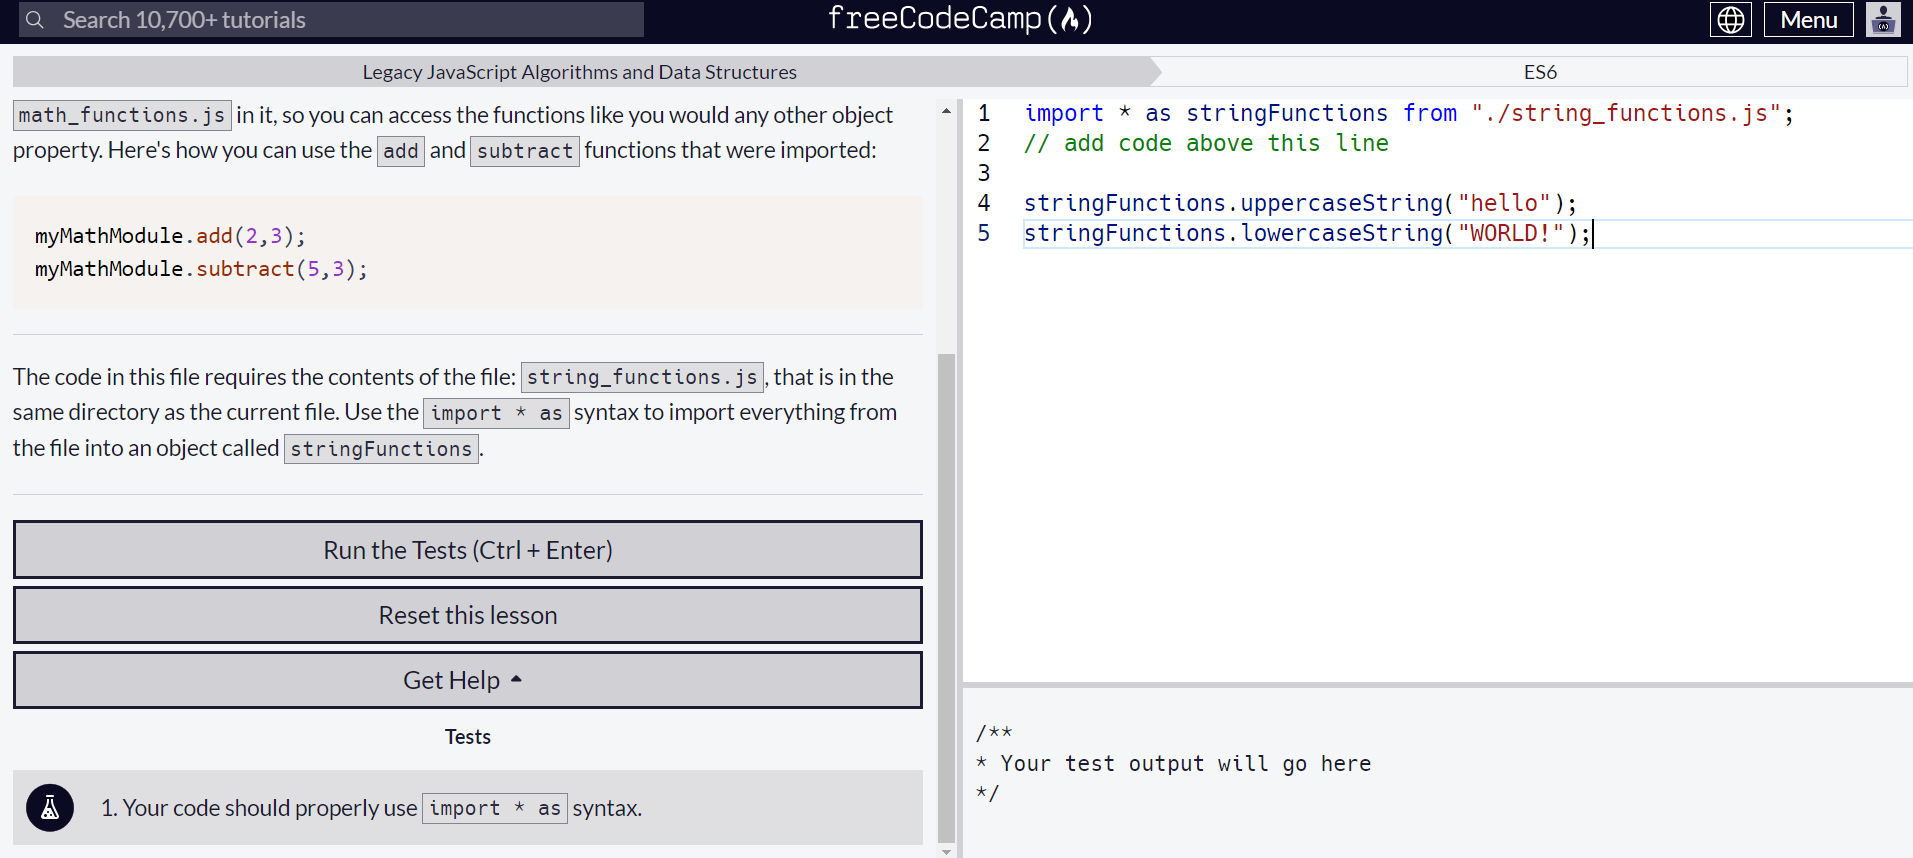 Search 10,700+ tutorials
freeCodeCamp
Menu
Legacy JavaScript Algorithms and Data Structures
ES6
math_functions.js in it, so you can access the functions like you would any other object
property. Here's how you can use the add and subtract functions that were imported:
myMathModule.add(2,3);
myMathModule.subtract(5,3);
The code in this file requires the contents of the file: string_functions.js, that is in the
same directory as the current file. Use the import * as syntax to import everything from
the file into an object called stringFunctions.
Run the Tests (Ctrl + Enter)
Reset this lesson
Get Help
Tests
1. Your code should properly use import * as syntax.
1 import * as stringFunctions from "./string_functions.js";
2 // add code above this line
3
4 stringFunctions.uppercaseString("hello");
5 stringFunctions.lowercaseString("WORLD!");
/**
* Your test output will go here
*/